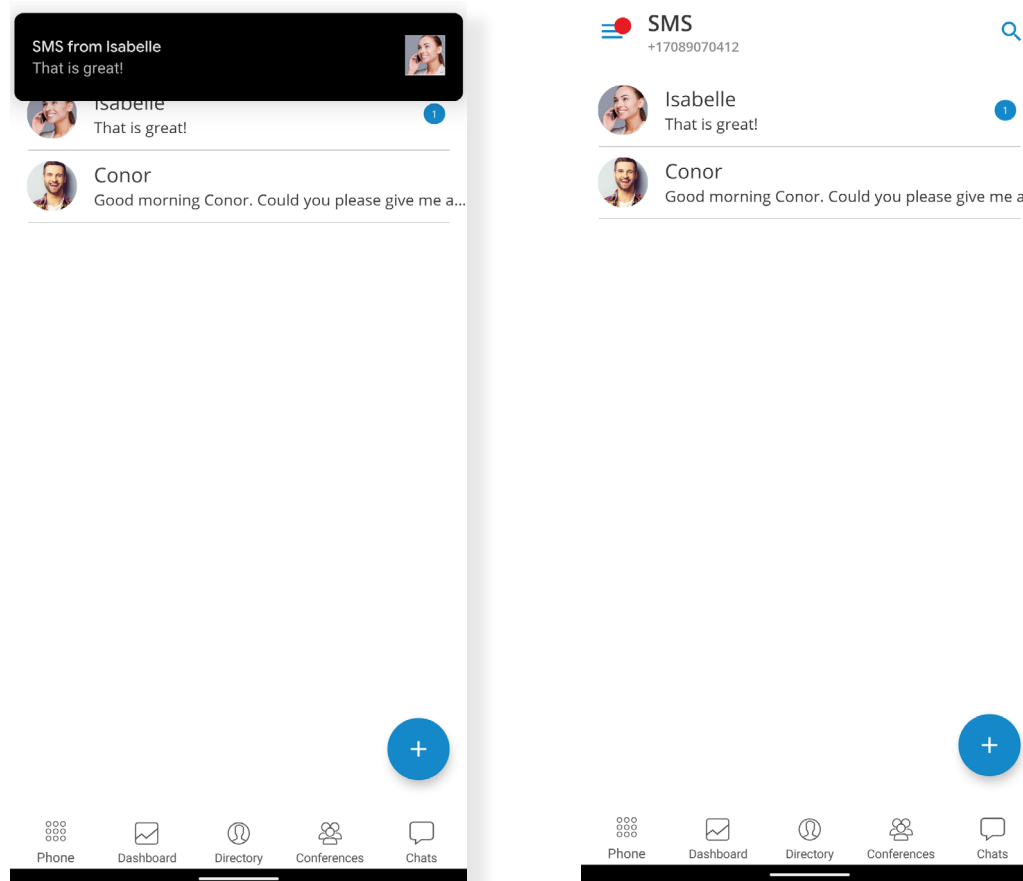 SMS from Isabelle
That is great!
Isabelle
1
That is great!
Conor
Good morning Conor. Could you please give me a...
+
Phone
Dashboard
Directory
Conferences
Chats
SMS
+17089070412
Isabelle
1
That is great!
Conor
Good morning Conor. Could you please give me a
+
Phone
Dashboard
Directory
Conferences
Chats